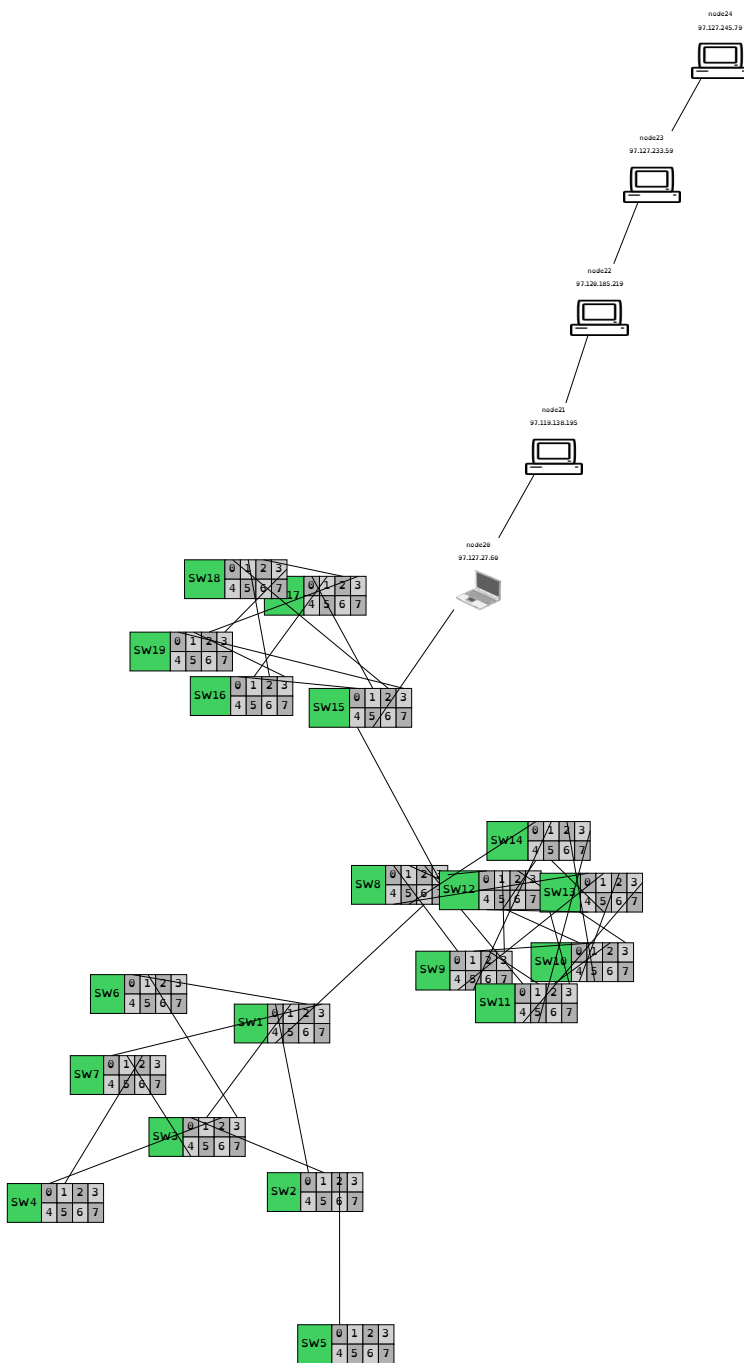 node24
97.127.245.79
node23
97.127.233.59
node22
97.120.185.219
node21
97.119.138.195
node20
97.127.27.60
SW18
0 1 2 3
4 5 6 7
17
0 1 2 3
4 5 6 7
SW19
0 1 2 3
4 5 6 7
SW16
0 1 2 3
4 5 6 7
SW15
0 1 2 3
4 5 6 7
SW14
0 1 2 3
4 5 6 7
SW8
0 1 2 3
4 5 6
SW12
0 1 2 3
4 5 6 7
SW13
0 1 2 3
4 5 6 7
SW9
0 1 2 3
4 5 6 7
SW10
0 1 2 3
4 5 6 7
SW11
0 1 2 3
4 5 6 7
SW6
0 1 2 3
4 5 6 7
SW1
0 1 2 3
4 5 6 7
SW7
0 1 2 3
4 5 6 7
SW3
0 1 2 3
4 5 6 7
SW2
0 1 2 3
4 5 6 7
SW4
0 1 2 3
4 5 6 7
SW5
0 1 2 3
4 5 6 7